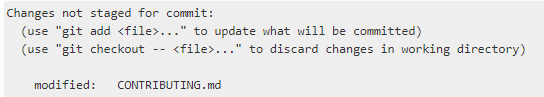 Changes not staged for commit:
(use "git add <file>..." to update what will be committed)
(use "git checkout -- <file>..." to discard changes in working directory)
modified: CONTRIBUTING.md